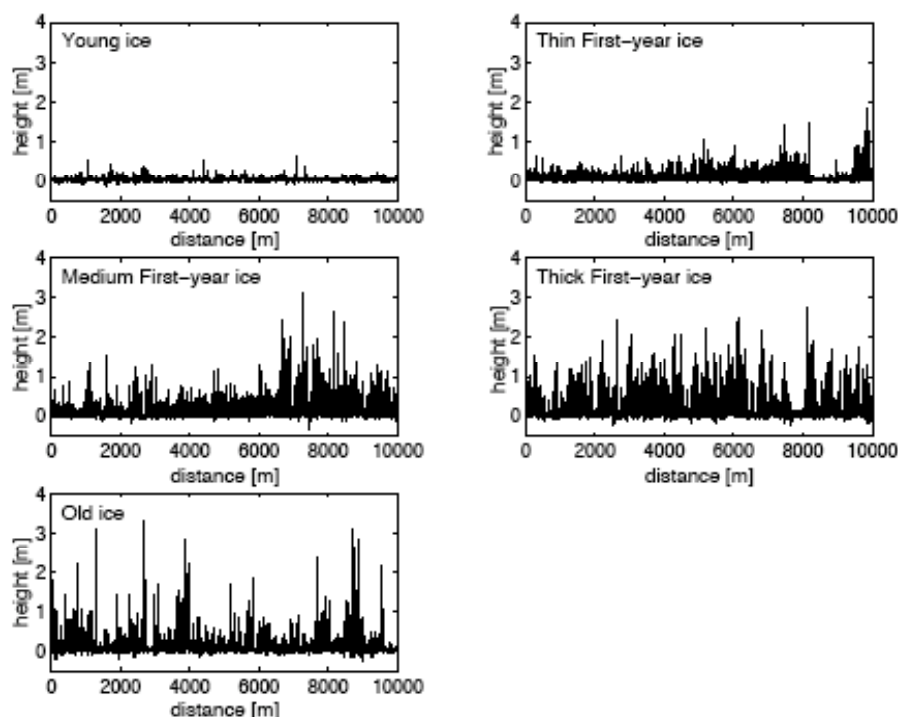 4
3
2
1
0
height [m]
Young ice
0 2000 4000 6000 8000 10000
distance [m]
4
3
2
1
0
height [m]
Thin First-year ice
0 2000 4000 6000 8000 10000
distance [m]
4
3
2
1
0
height [m]
Medium First-year ice
0 2000 4000 6000 8000 10000
distance [m]
4
3
2
1
0
height [m]
Thick First-year ice
0 2000 4000 6000 8000 10000
distance [m]
4
3
2
1
0
height [m]
Old ice
0 2000 4000 6000 8000 10000
distance [m]